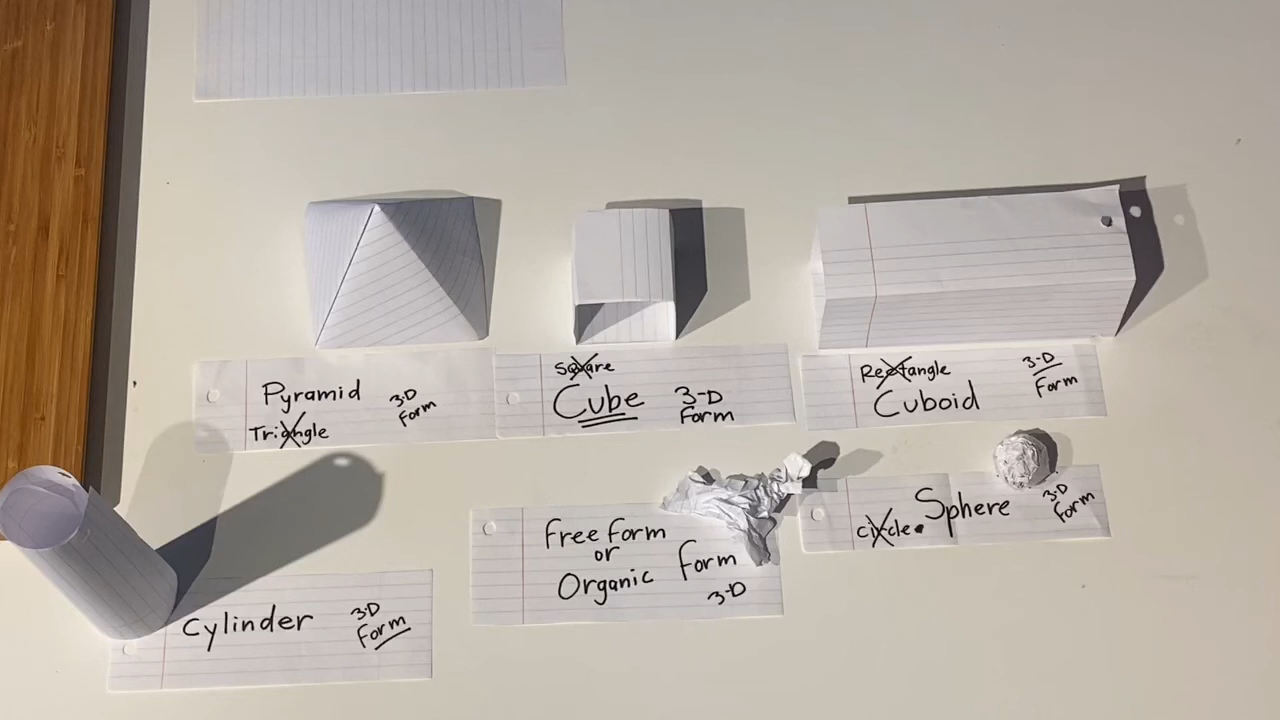 Pyramid 3-D Form
Triangle
Square
Cube 3-D Form
Rectangle 3-D
Cuboid Form
Cylinder 3-D Form
Free Form
or
Organic Form
3-D
circle. Sphere 3-D Form